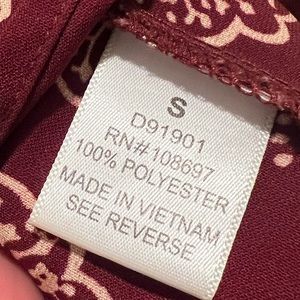 S
D91901
RN#108697
100% POLYESTER
MADE IN VIETNAM
SEE REVERSE